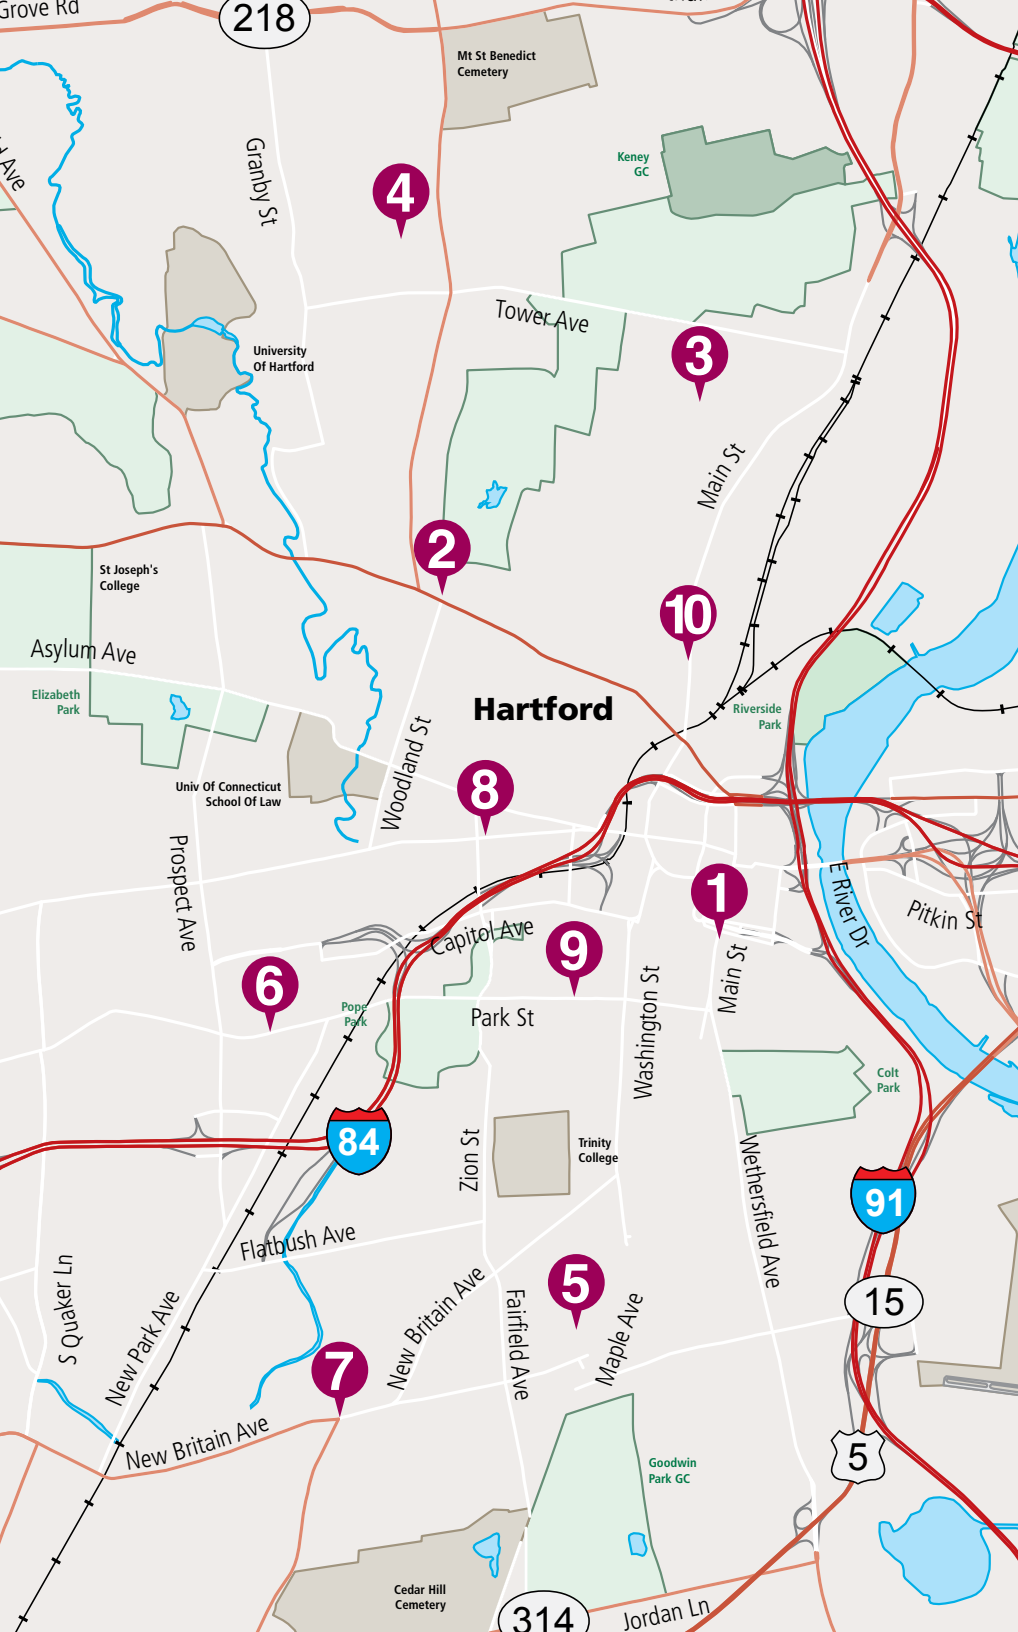 Grove Rd
218
Mt St Benedict
Cemetery
Granby St
Keney
GC
4
Tower Ave
University
Of Hartford
3
Main St
2
St Joseph's
College
10
Asylum Ave
Elizabeth
Park
Hartford
Riverside
Park
Woodland St
Univ Of Connecticut
School Of Law
8
Prospect Ave
1
E River Dr
Pitkin St
Capitol Ave
9
6
Main St
Pope
Park
Park St
Washington St
Colt
Park
84
Zion St
Trinity
College
Wethersfield Ave
91
Flatbush Ave
S Quaker Ln
New Park Ave
New Britain Ave
5
Fairfield Ave
Maple Ave
15
7
New Britain Ave
5
Goodwin
Park GC
Cedar Hill
Cemetery
314
Jordan Ln